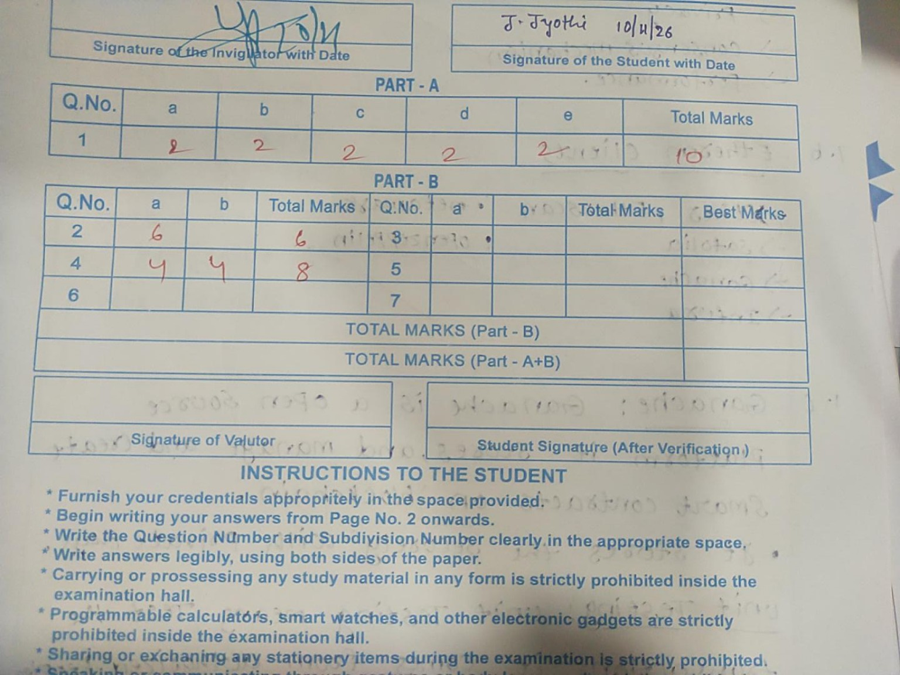 J. Jyothi 10/4/26
Signature of the Invigilator with Date
Signature of the Student with Date
PART - A
Q.No. a b c d e Total Marks
1 2 2 2 2 2 10
PART - B
Q.No. a b Total Marks Q.No. a b Total Marks Best Marks
2 6 6 3
4 4 4 8 5
6 7
TOTAL MARKS (Part - B)
TOTAL MARKS (Part - A+B)
Signature of Valutor
Student Signature (After Verification)
INSTRUCTIONS TO THE STUDENT
* Furnish your credentials appropritely in the space provided.
* Begin writing your answers from Page No. 2 onwards.
* Write the Question Number and Subdivision Number clearly in the appropriate space.
* Write answers legibly, using both sides of the paper.
* Carrying or prossessing any study material in any form is strictly prohibited inside the
examination hall.
* Programmable calculators, smart watches, and other electronic gadgets are strictly
prohibited inside the examination hall.
* Sharing or exchaning any stationery items during the examination is strictly prohibited.